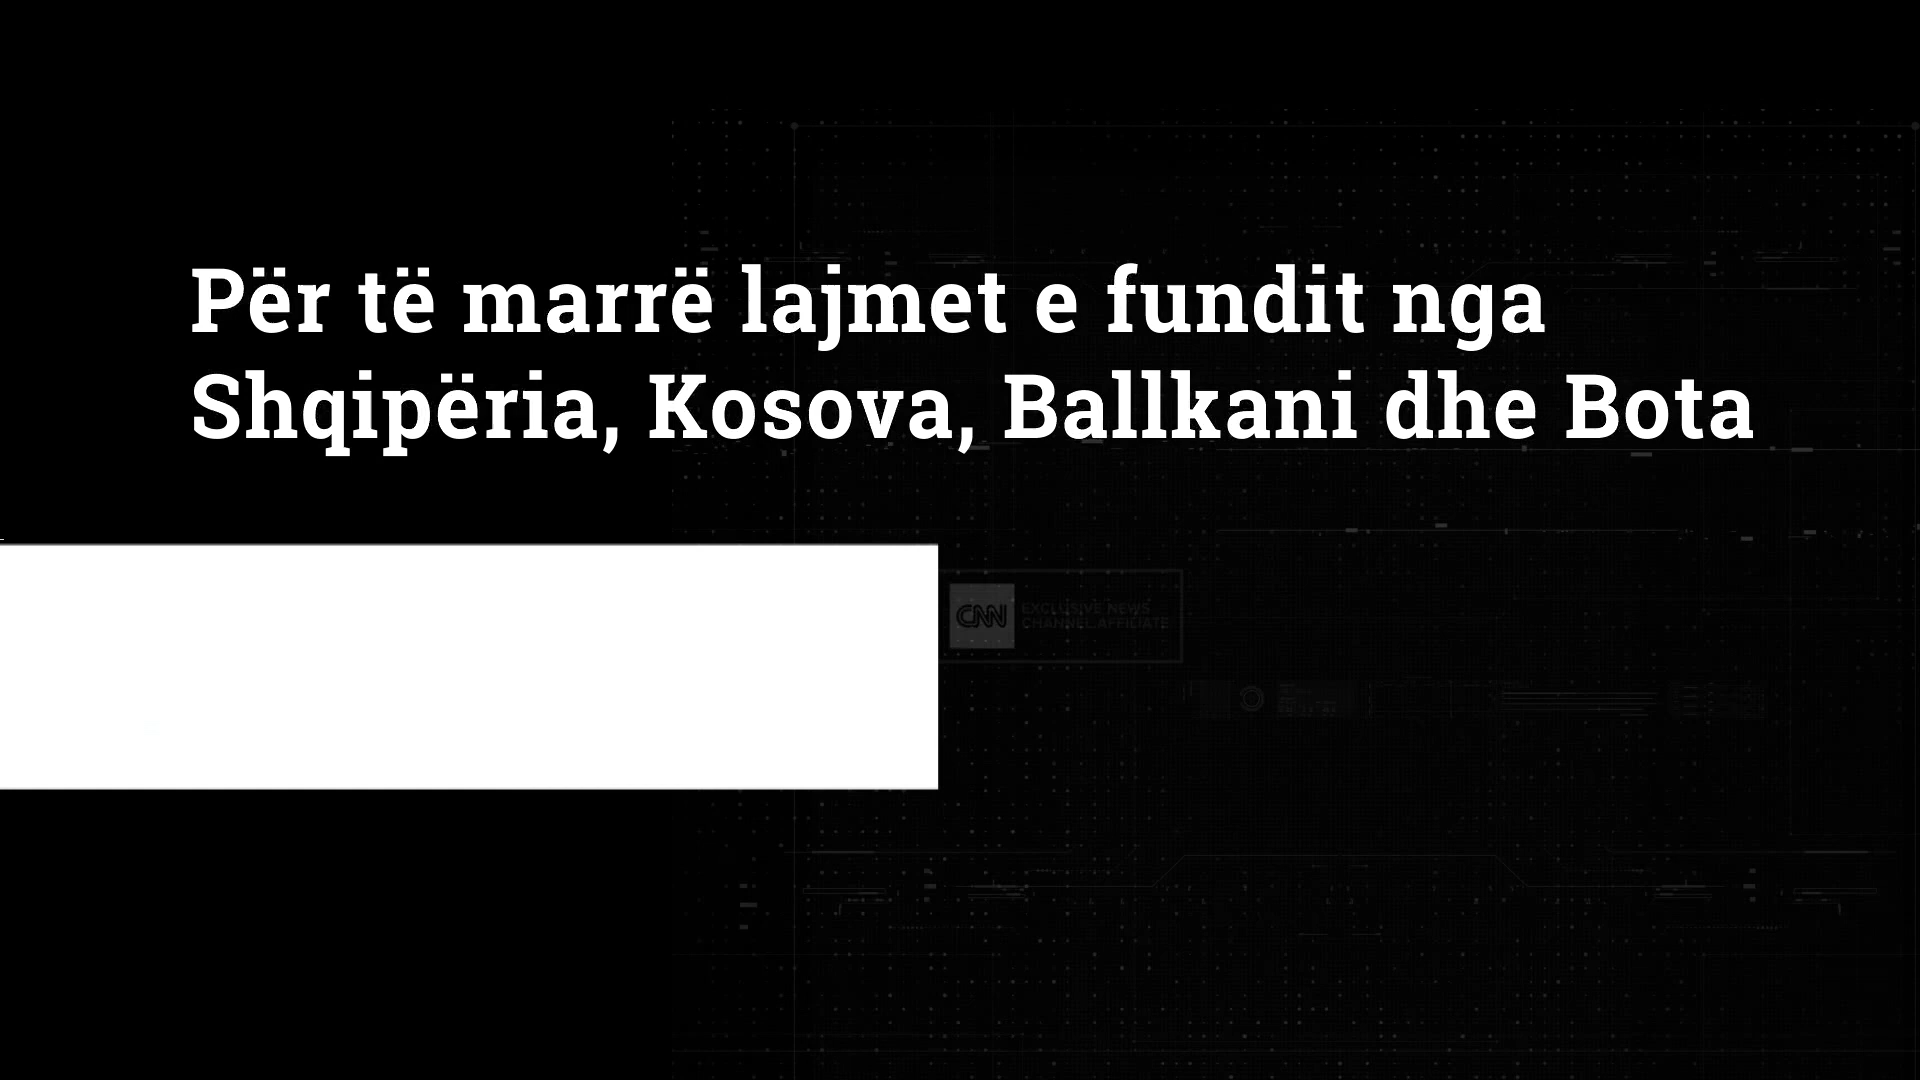 Për të marrë lajmet e fundit nga
Shqipëria, Kosova, Ballkani dhe Bota
CNN
EXCLUSIVE NEWS
CHANNEL AFFILIATE